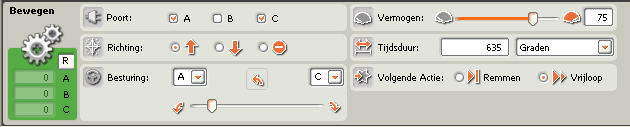 Bewegen
R
0 A
0 B
0 C
Poort: A B C
Richting:
Besturing: A C
Vermogen: 75
Tijdsduur: 635 Graden
Volgende Actie: Remmen Vrijloop